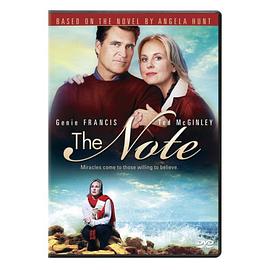 BASED ON THE NOVEL BY ANGELA HUNT
Genie Francis Ted McGinley
The Note
Miracles come to those willing to believe.
DVD